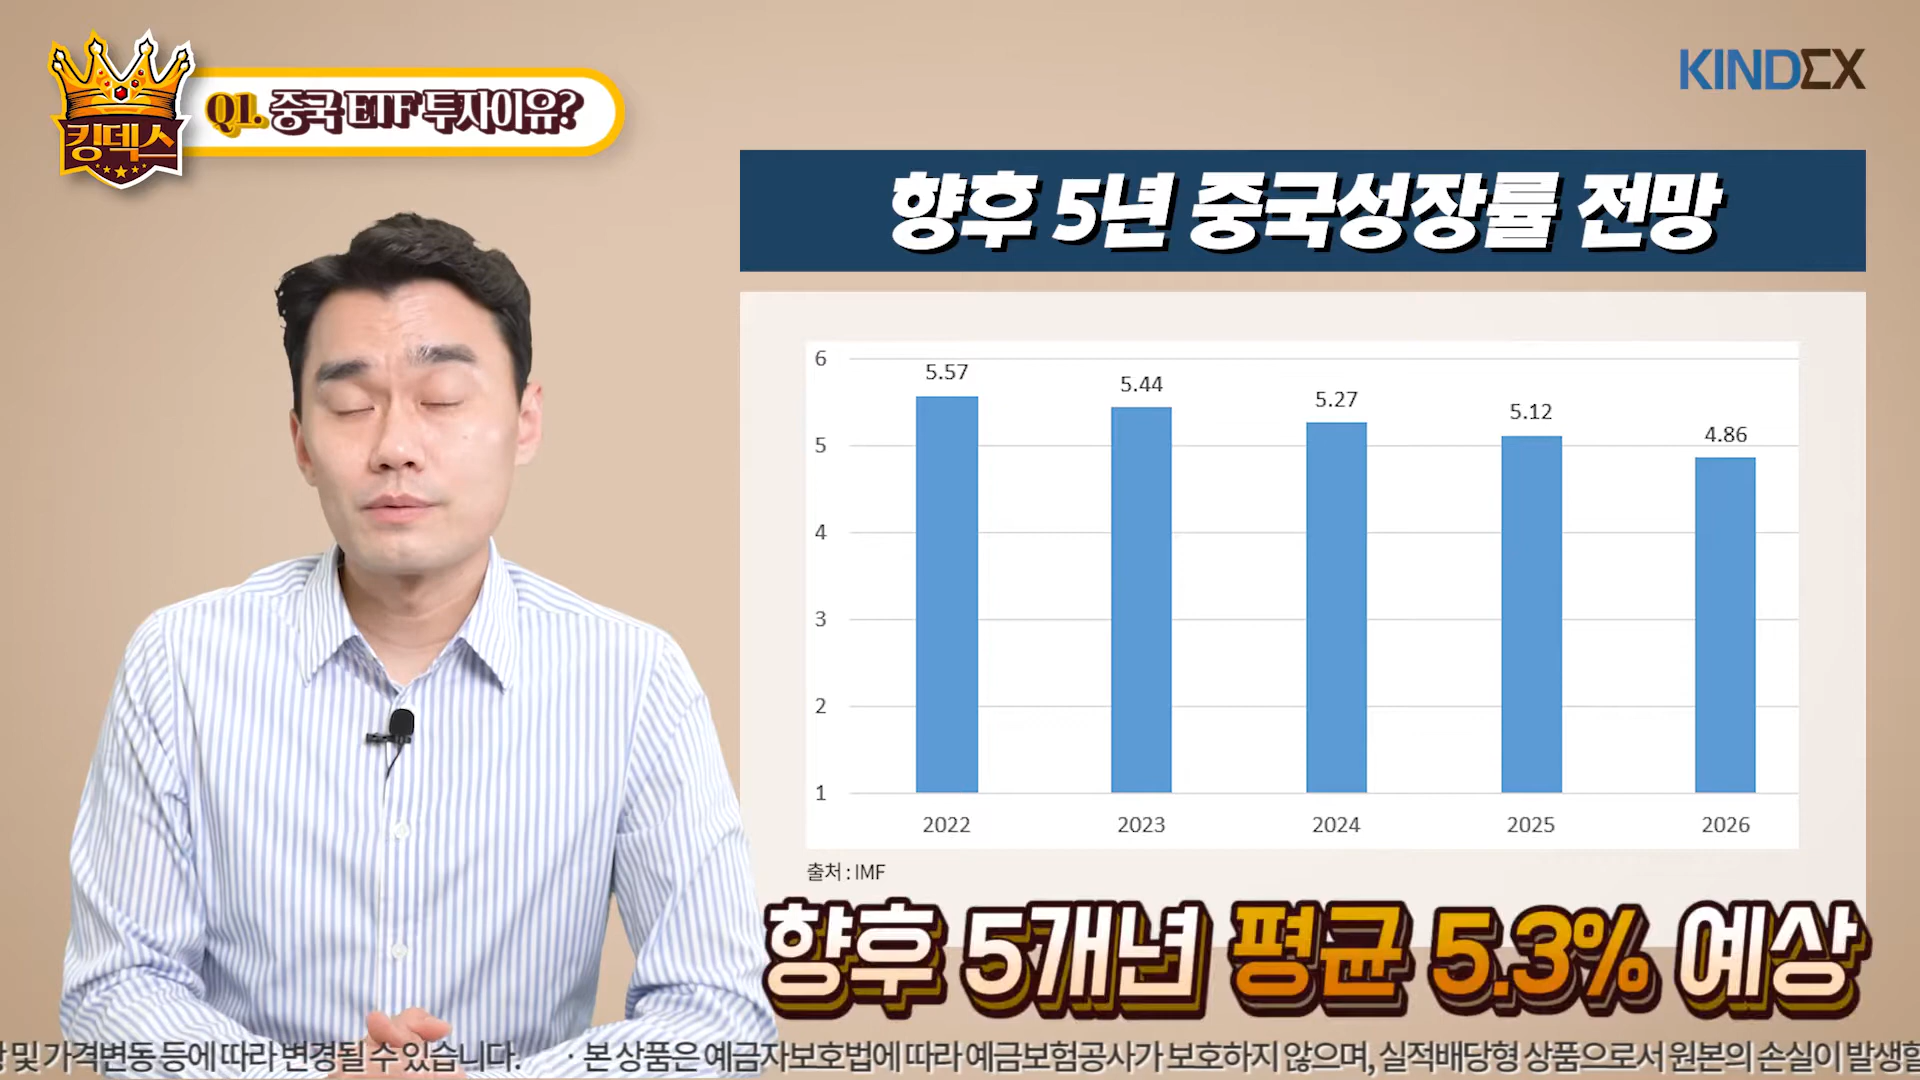 킹덱스
Q1. 중국 ETF 투자이유?
KINDEX
향후 5년 중국성장률 전망
6
5
4
3
2
1
5.57
5.44
5.27
5.12
4.86
2022
2023
2024
2025
2026
출처 : IMF
향후 5개년 평균 5.3% 예상
및 가격변동 등에 따라 변경될 수 있습니다. · 본 상품은 예금자보호법에 따라 예금보험공사가 보호하지 않으며, 실적배당형 상품으로서 원본의 손실이 발생할